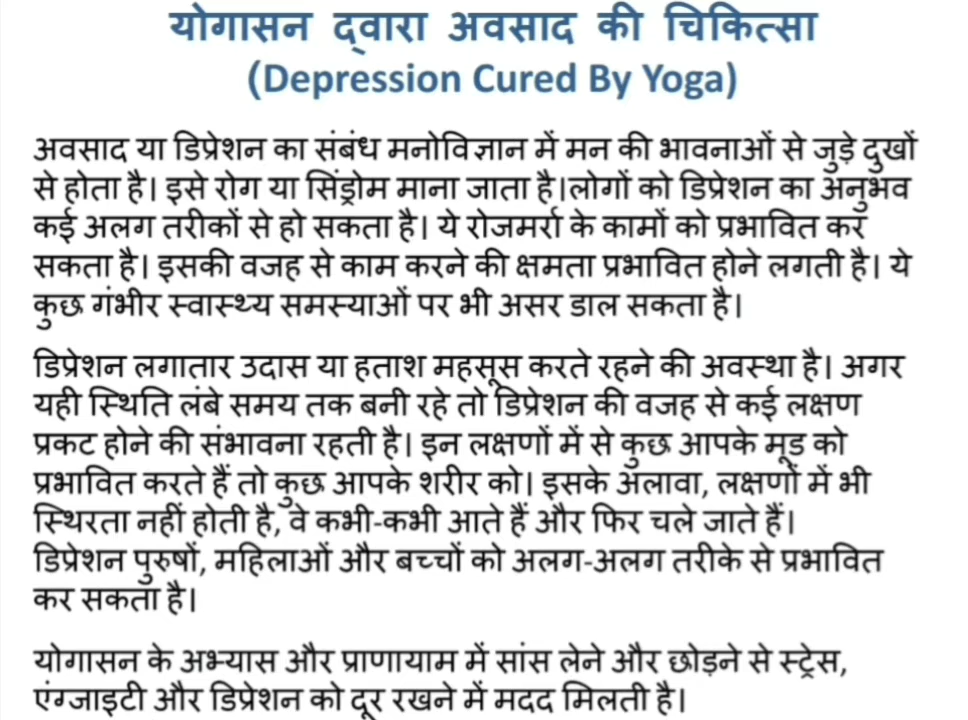 योगासन द्वारा अवसाद की चिकित्सा
(Depression Cured By Yoga)
अवसाद या डिप्रेशन का संबंध मनोविज्ञान में मन की भावनाओं से जुड़े दुखों
से होता है। इसे रोग या सिंड्रोम माना जाता है।लोगों को डिप्रेशन का अनुभव
कई अलग तरीकों से हो सकता है। ये रोजमर्रा के कामों को प्रभावित कर
सकता है। इसकी वजह से काम करने की क्षमता प्रभावित होने लगती है। ये
कुछ गंभीर स्वास्थ्य समस्याओं पर भी असर डाल सकता है।
डिप्रेशन लगातार उदास या हताश महसूस करते रहने की अवस्था है। अगर
यही स्थिति लंबे समय तक बनी रहे तो डिप्रेशन की वजह से कई लक्षण
प्रकट होने की संभावना रहती है। इन लक्षणों में से कुछ आपके मूड को
प्रभावित करते हैं तो कुछ आपके शरीर को। इसके अलावा, लक्षणों में भी
स्थिरता नहीं होती है, वे कभी-कभी आते हैं और फिर चले जाते हैं।
डिप्रेशन पुरुषों, महिलाओं और बच्चों को अलग-अलग तरीके से प्रभावित
कर सकता है।
योगासन के अभ्यास और प्राणायाम में सांस लेने और छोड़ने से स्ट्रेस,
एंग्जाइटी और डिप्रेशन को दूर रखने में मदद मिलती है।